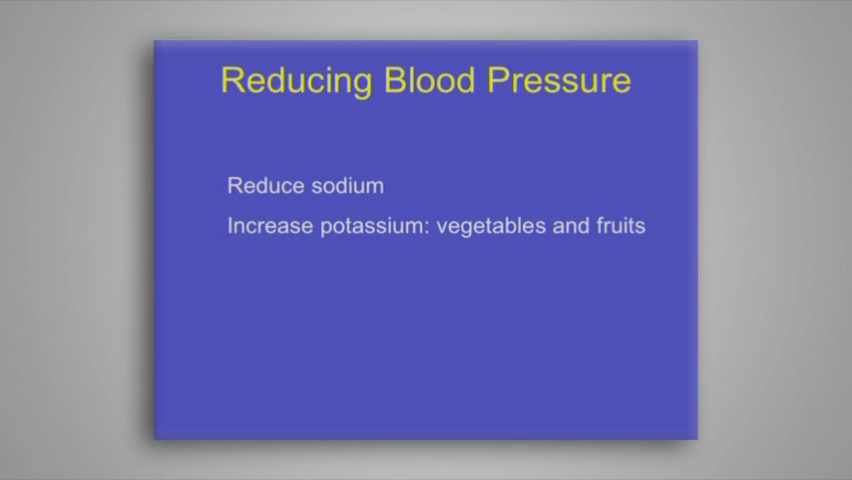 Reducing Blood Pressure
Reduce sodium
Increase potassium: vegetables and fruits